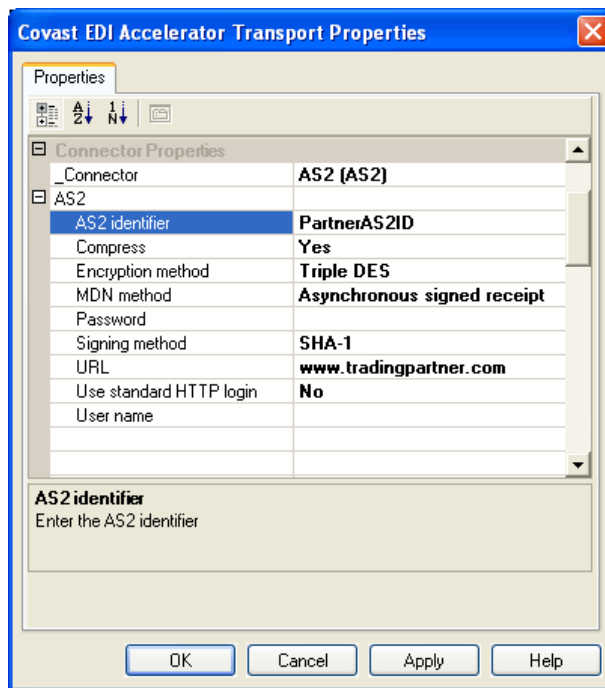 Covast EDI Accelerator Transport Properties
Properties
A
Z
1
N
Connector Properties
_Connector AS2 (AS2)
AS2
AS2 identifier PartnerAS2ID
Compress Yes
Encryption method Triple DES
MDN method Asynchronous signed receipt
Password
Signing method SHA-1
URL www.tradingpartner.com
Use standard HTTP login No
User name
AS2 identifier
Enter the AS2 identifier
OK Cancel Apply Help